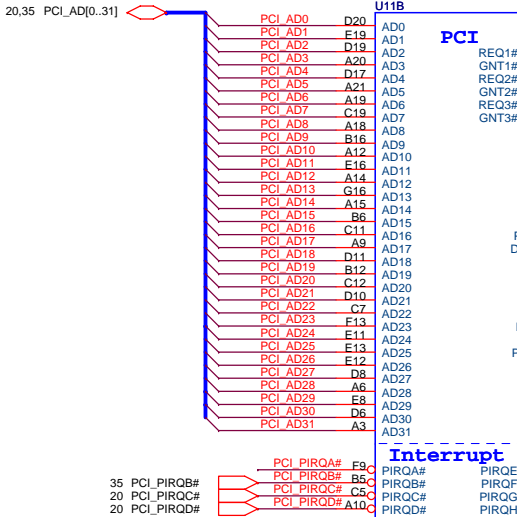 U11B
20,35 PCI_AD[0..31]
PCI
PCI_AD0 D20 AD0
PCI_AD1 E19 AD1
PCI_AD2 D19 AD2 REQ1#
PCI_AD3 A20 AD3 GNT1#
PCI_AD4 D17 AD4 REQ2#
PCI_AD5 A21 AD5 GNT2#
PCI_AD6 A19 AD6 REQ3#
PCI_AD7 C19 AD7 GNT3#
PCI_AD8 A18 AD8
PCI_AD9 B16 AD9
PCI_AD10 A12 AD10
PCI_AD11 E16 AD11
PCI_AD12 A14 AD12
PCI_AD13 G16 AD13
PCI_AD14 A15 AD14
PCI_AD15 B6 AD15
PCI_AD16 C11 AD16
PCI_AD17 A9 AD17
PCI_AD18 D11 AD18
PCI_AD19 B12 AD19
PCI_AD20 C12 AD20
PCI_AD21 D10 AD21
PCI_AD22 C7 AD22
PCI_AD23 F13 AD23
PCI_AD24 E11 AD24
PCI_AD25 E13 AD25
PCI_AD26 E12 AD26
PCI_AD27 D8 AD27
PCI_AD28 A6 AD28
PCI_AD29 E8 AD29
PCI_AD30 D6 AD30
PCI_AD31 A3 AD31
Interrupt
PCI_PIRQA# F9 PIRQA# PIRQE
35 PCI_PIRQB# PCI_PIRQB# B5 PIRQB# PIRQF
20 PCI_PIRQC# PCI_PIRQC# C5 PIRQC# PIRQG
20 PCI_PIRQD# PCI_PIRQD# A10 PIRQD# PIRQH